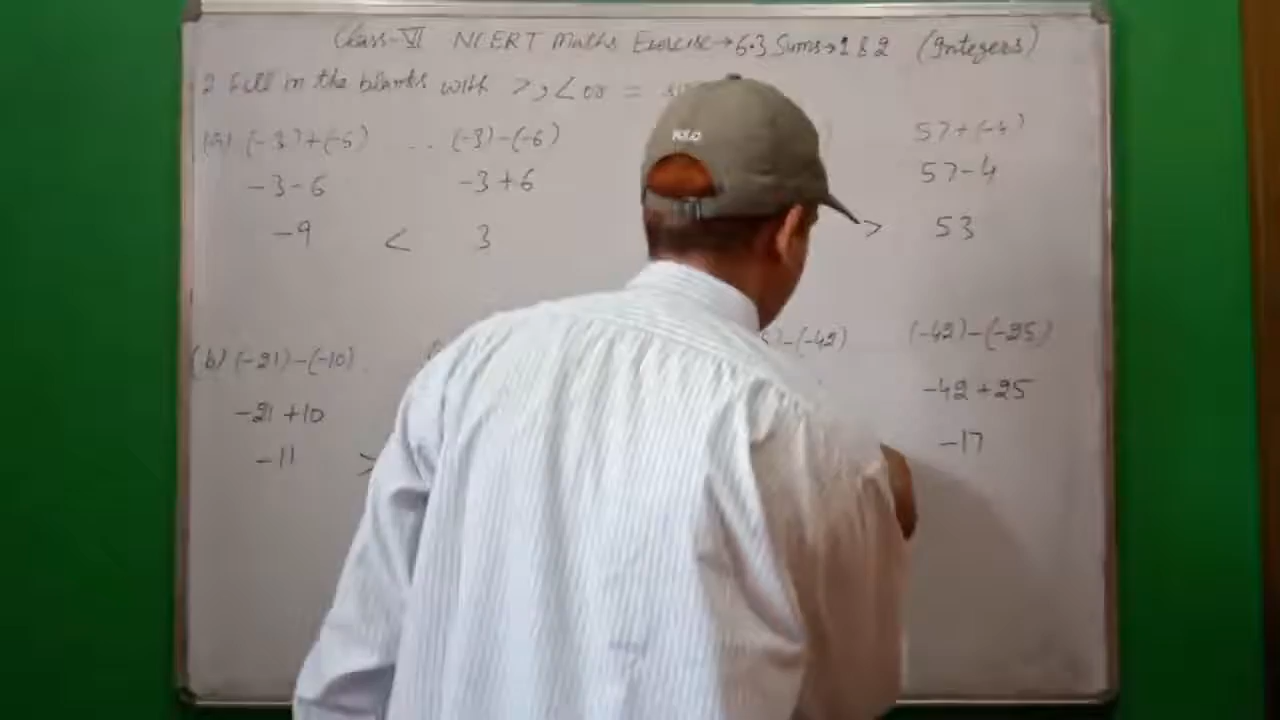 Class-VI NCERT Maths Exercise→6.3 Sums→1&2 (Integers)
2 Fill in the blanks with >,< or =
(a) (-3)+(-6) .. (-3)-(-6)
57+(-4)
-3-6 -3+6
57-4
-9 < 3
> 53
(b) (-21)-(-10)
)-(-42) (-42)-(-25)
-21+10
-42+25
-11 >
-17